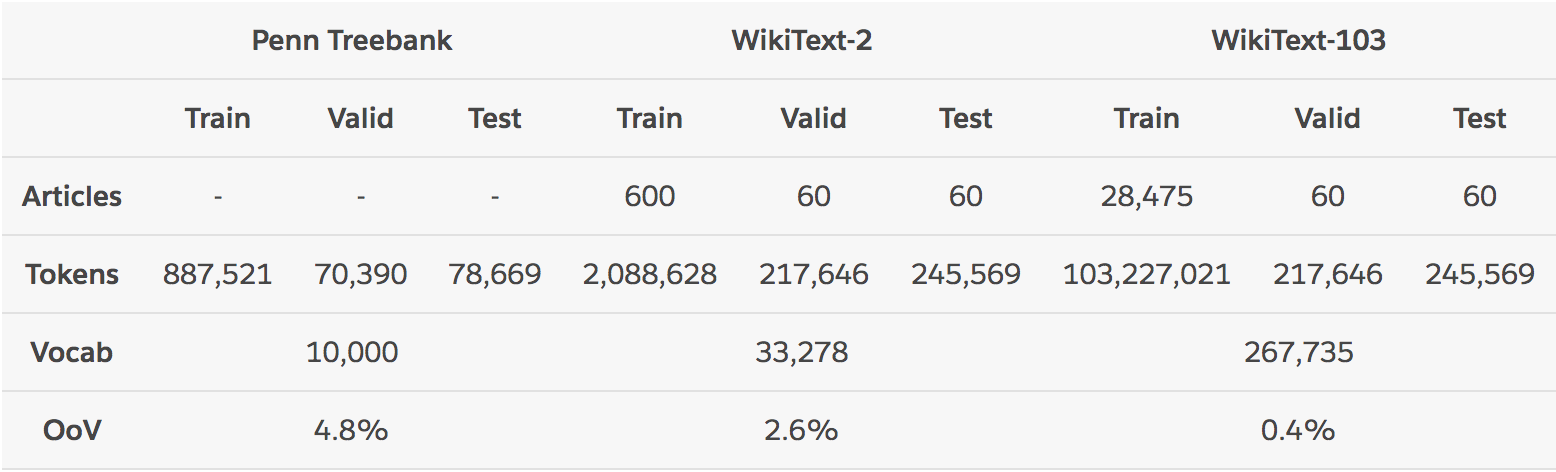 Penn Treebank WikiText-2 WikiText-103
Train Valid Test Train Valid Test Train Valid Test
Articles - - - 600 60 60 28,475 60 60
Tokens 887,521 70,390 78,669 2,088,628 217,646 245,569 103,227,021 217,646 245,569
Vocab 10,000 33,278 267,735
OoV 4.8% 2.6% 0.4%